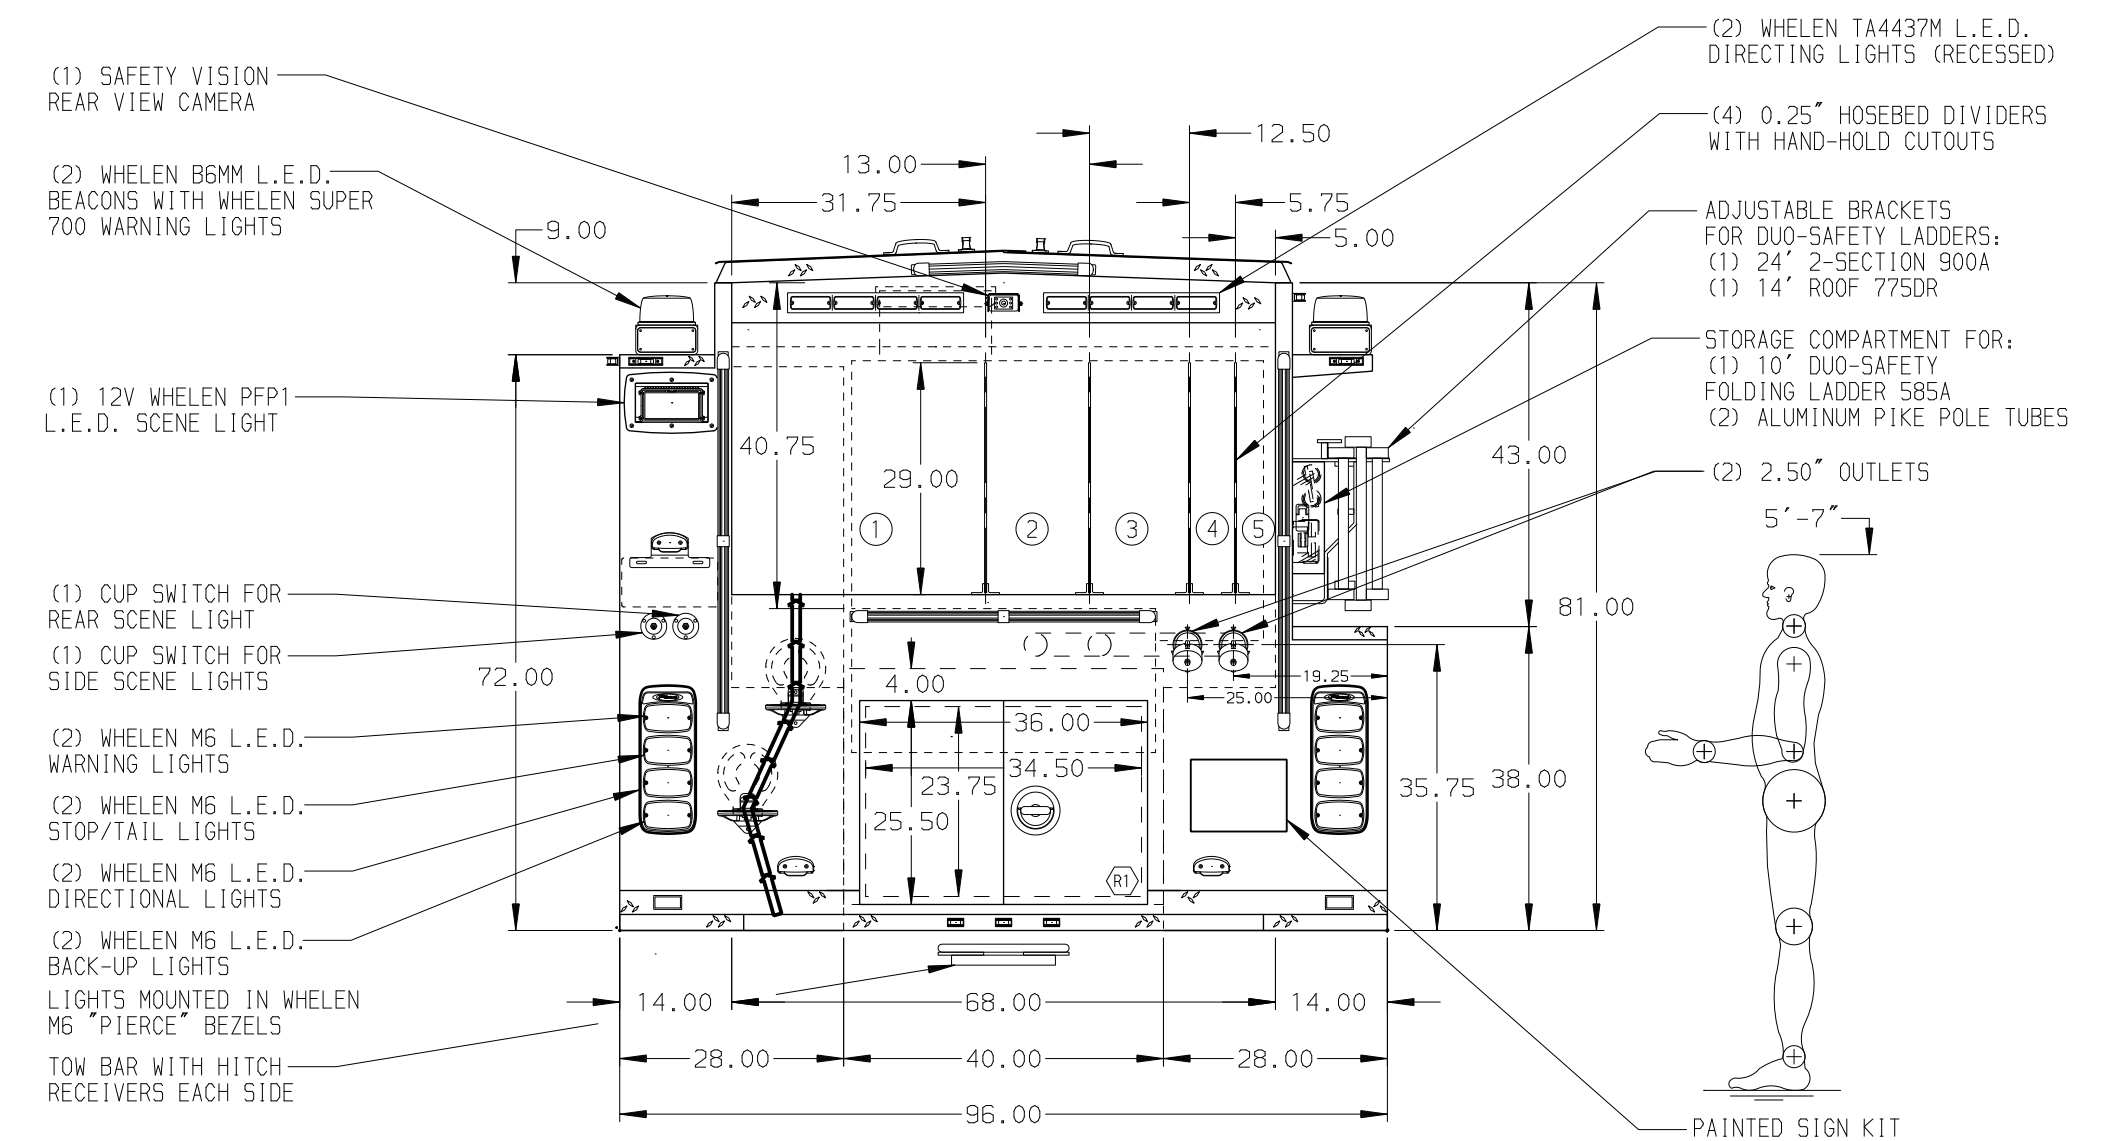 (1) SAFETY VISION
REAR VIEW CAMERA
(2) WHELEN B6MM L.E.D.
BEACONS WITH WHELEN SUPER
700 WARNING LIGHTS
(1) 12V WHELEN PFP1
L.E.D. SCENE LIGHT
(1) CUP SWITCH FOR
REAR SCENE LIGHT
(1) CUP SWITCH FOR
SIDE SCENE LIGHTS
(2) WHELEN M6 L.E.D.
WARNING LIGHTS
(2) WHELEN M6 L.E.D.
STOP/TAIL LIGHTS
(2) WHELEN M6 L.E.D.
DIRECTIONAL LIGHTS
(2) WHELEN M6 L.E.D.
BACK-UP LIGHTS
LIGHTS MOUNTED IN WHELEN
M6 "PIERCE" BEZELS
TOW BAR WITH HITCH
RECEIVERS EACH SIDE
12.50
13.00
31.75
5.75
9.00
5.00
40.75
29.00
43.00
1
2
3
4
5
81.00
72.00
4.00
19.25
25.00
36.00
34.50
23.75
35.75
38.00
25.50
R1
14.00
68.00
14.00
28.00
40.00
28.00
96.00
(2) WHELEN TA4437M L.E.D.
DIRECTING LIGHTS (RECESSED)
(4) 0.25" HOSEBED DIVIDERS
WITH HAND-HOLD CUTOUTS
ADJUSTABLE BRACKETS
FOR DUO-SAFETY LADDERS:
(1) 24' 2-SECTION 900A
(1) 14' ROOF 775DR
STORAGE COMPARTMENT FOR:
(1) 10' DUO-SAFETY
FOLDING LADDER 585A
(2) ALUMINUM PIKE POLE TUBES
(2) 2.50" OUTLETS
5'-7"
PAINTED SIGN KIT